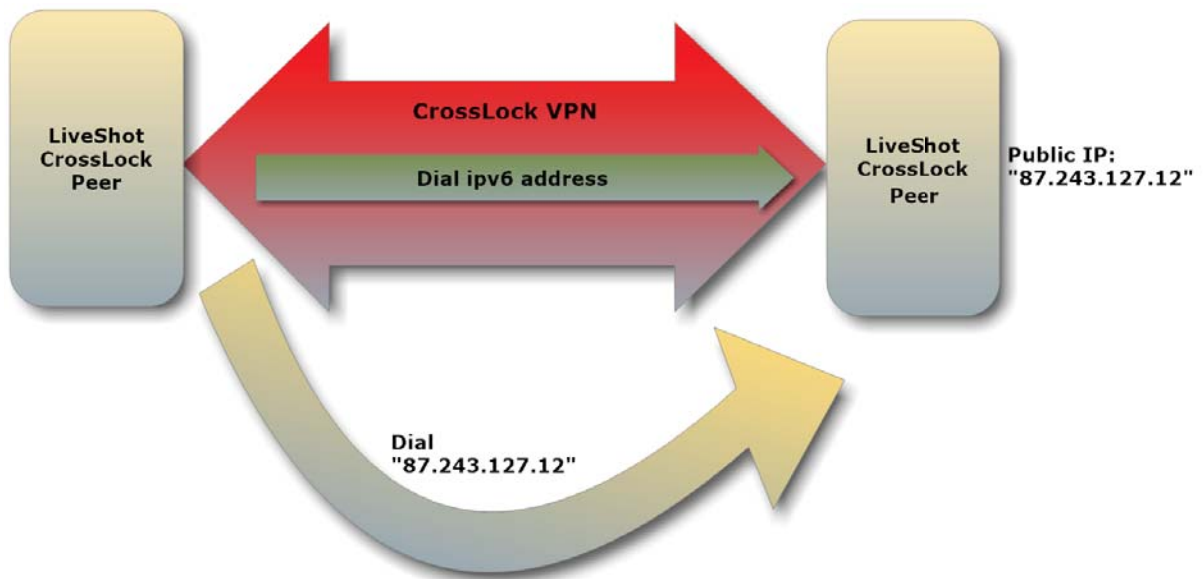 LiveShot
CrossLock
Peer
CrossLock VPN
Dial ipv6 address
LiveShot
CrossLock
Peer
Public IP:
"87.243.127.12"
Dial
"87.243.127.12"